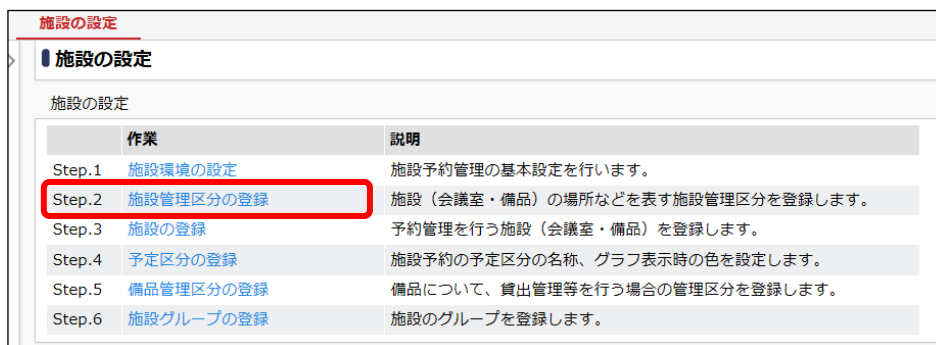 施設の設定
施設の設定
施設の設定
作業 説明
Step.1 施設環境の設定 施設予約管理の基本設定を行います。
Step.2 施設管理区分の登録 施設（会議室・備品）の場所などを表す施設管理区分を登録します。
Step.3 施設の登録 予約管理を行う施設（会議室・備品）を登録します。
Step.4 予定区分の登録 施設予約の予定区分の名称、グラフ表示時の色を設定します。
Step.5 備品管理区分の登録 備品について、貸出管理等を行う場合の管理区分を登録します。
Step.6 施設グループの登録 施設のグループを登録します。